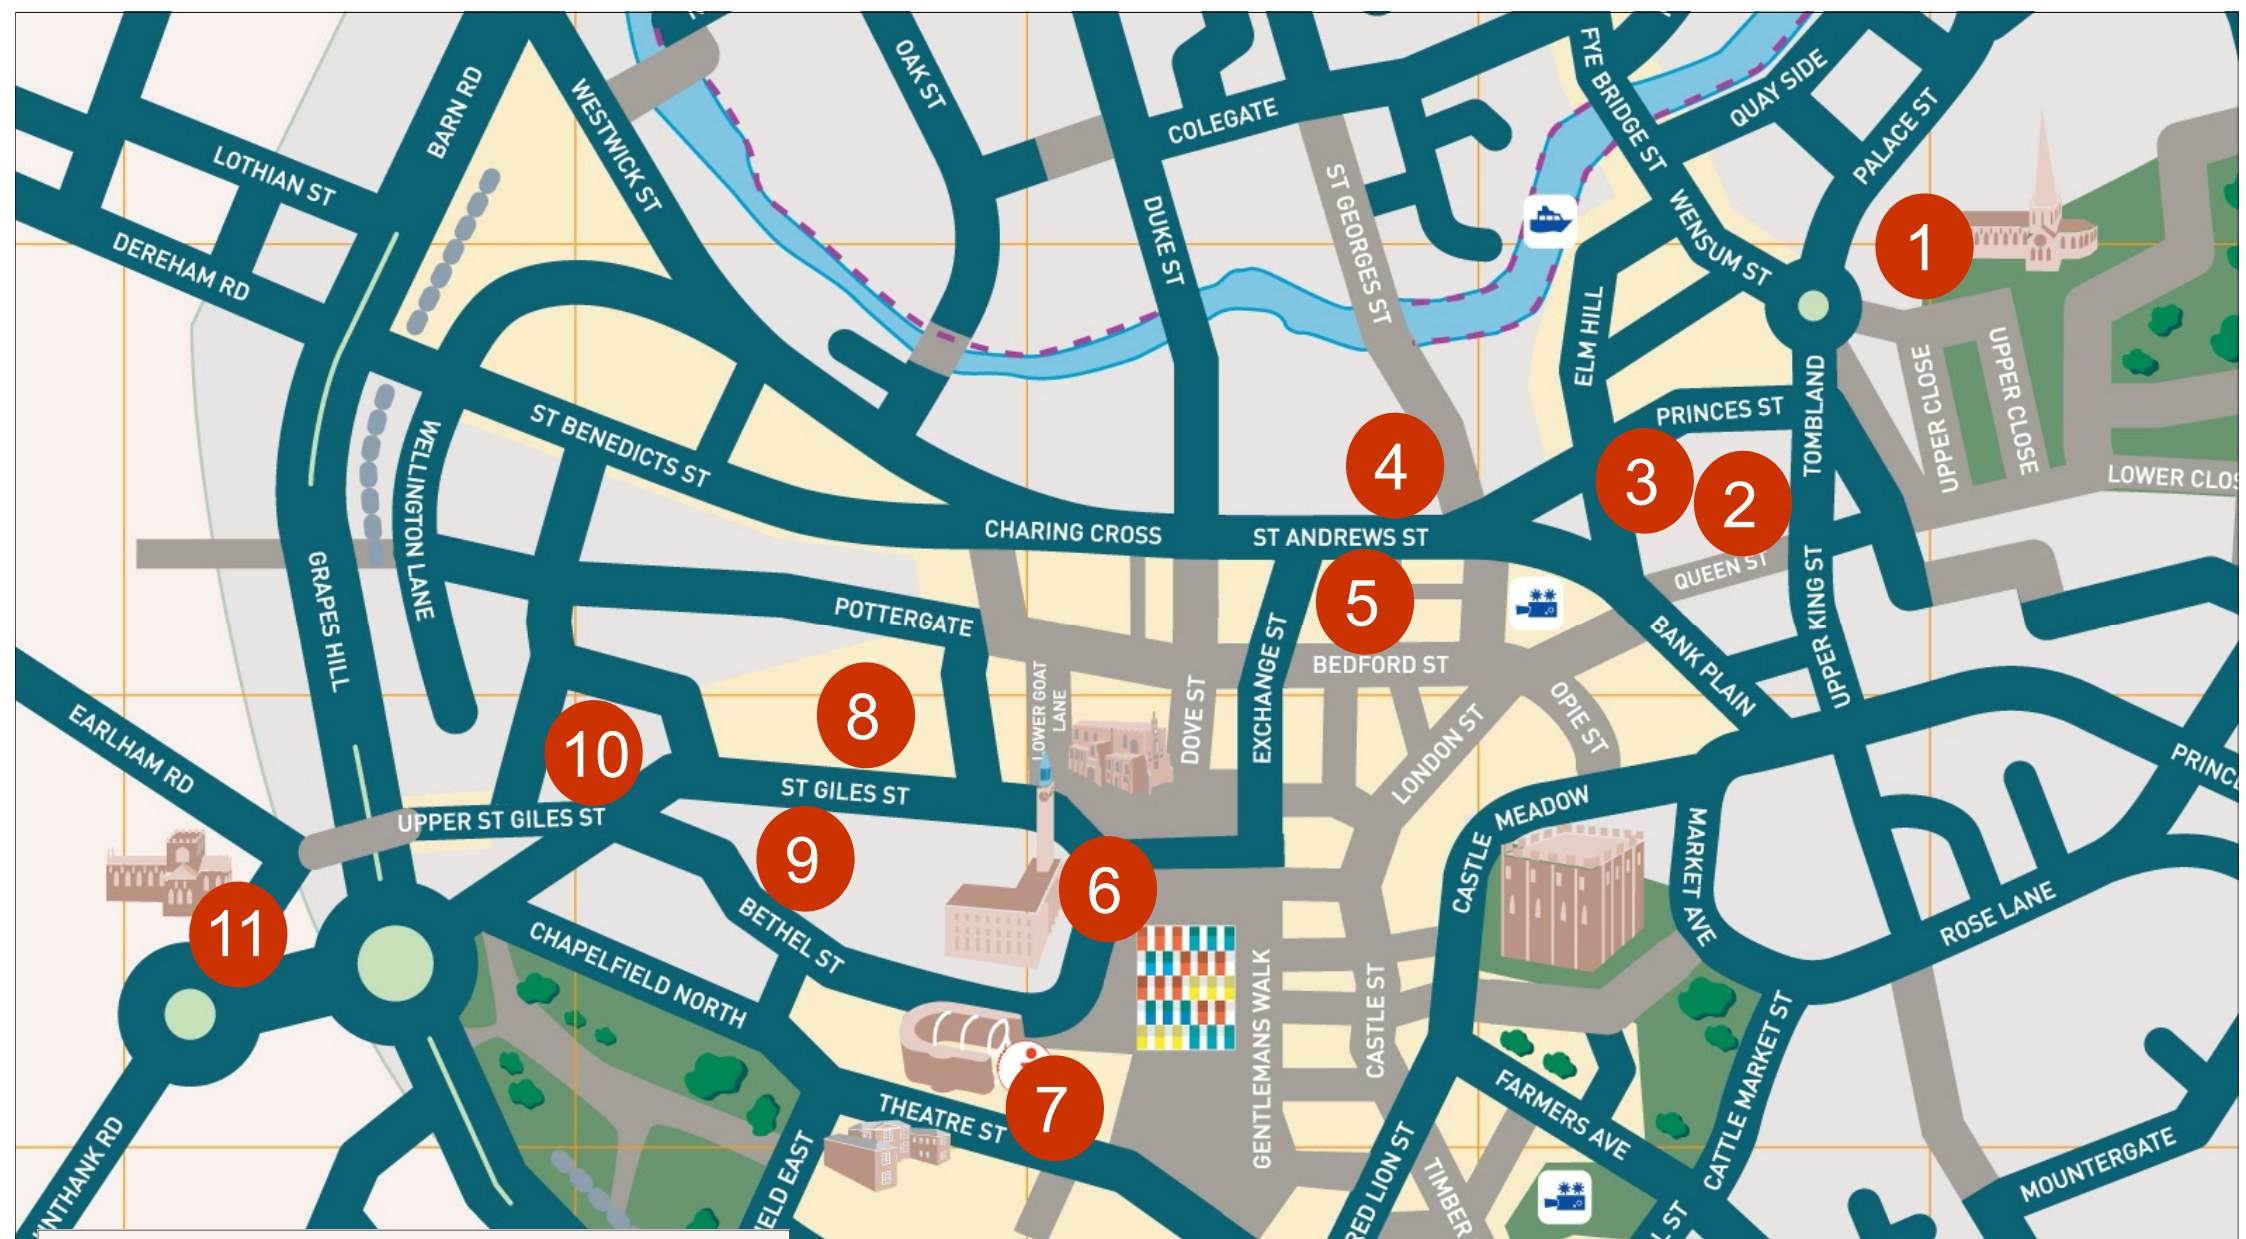 BARN RD
WESTWICK ST
OAK ST
COLEGATE
FYE BRIDGE ST
QUAY SIDE
PALACE ST
LOTHIAN ST
DEREHAM RD
DUKE ST
ST GEORGES ST
WENSUM ST
1
ELM HILL
TOMBLAND
UPPER CLOSE
UPPER CLOSE
PRINCES ST
LOWER CLOS
ST BENEDICTS ST
WELLINGTON LANE
4
3
2
CHARING CROSS
ST ANDREWS ST
QUEEN ST
GRAPES HILL
POTTERGATE
5
BEDFORD ST
EXCHANGE ST
BANK PLAIN
UPPER KING ST
LOWER GOAT
LANE
DOVE ST
OPIE ST
LONDON ST
EARLHAM RD
10
8
PRINC
ST GILES ST
UPPER ST GILES ST
CASTLE MEADOW
MARKET AVE
9
6
BETHEL ST
11
CHAPELFIELD NORTH
ROSE LANE
GENTLEMANS WALK
CASTLE ST
CATTLE MARKET ST
7
THEATRE ST
FARMERS AVE
NTHANK RD
IELD EAST
RED LION ST
TIMBER
MOUNTERGATE
L ST